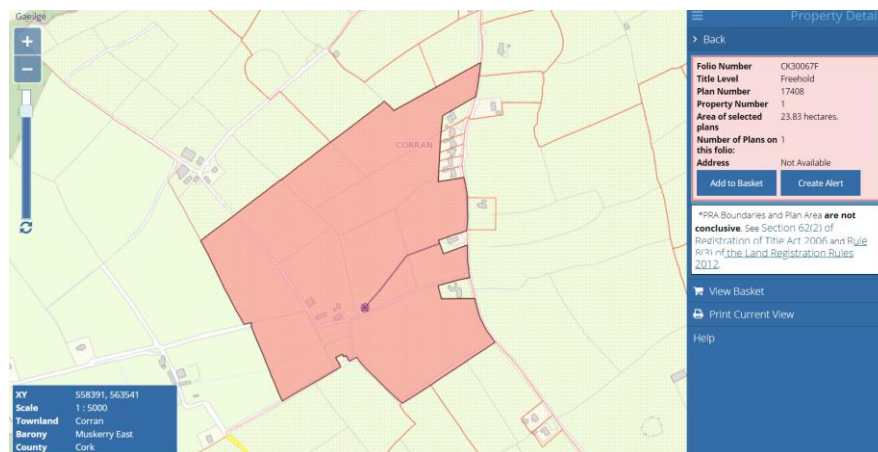 Gaeilge
Property Detai
> Back
Folio Number CK30067F
Title Level Freehold
Plan Number 17408
Property Number 1
Area of selected 23.83 hectares.
plans
Number of Plans on 1
this folio:
Address Not Available
Add to Basket Create Alert
*PRA Boundaries and Plan Area are not
conclusive. See Section 62(2) of
Registration of Title Act 2006 and Rule
8(3) of the Land Registration Rules
2012.
View Basket
Print Current View
Help
CORRAN
XY 558391, 563541
Scale 1 : 5000
Townland Corran
Barony Muskerry East
County Cork